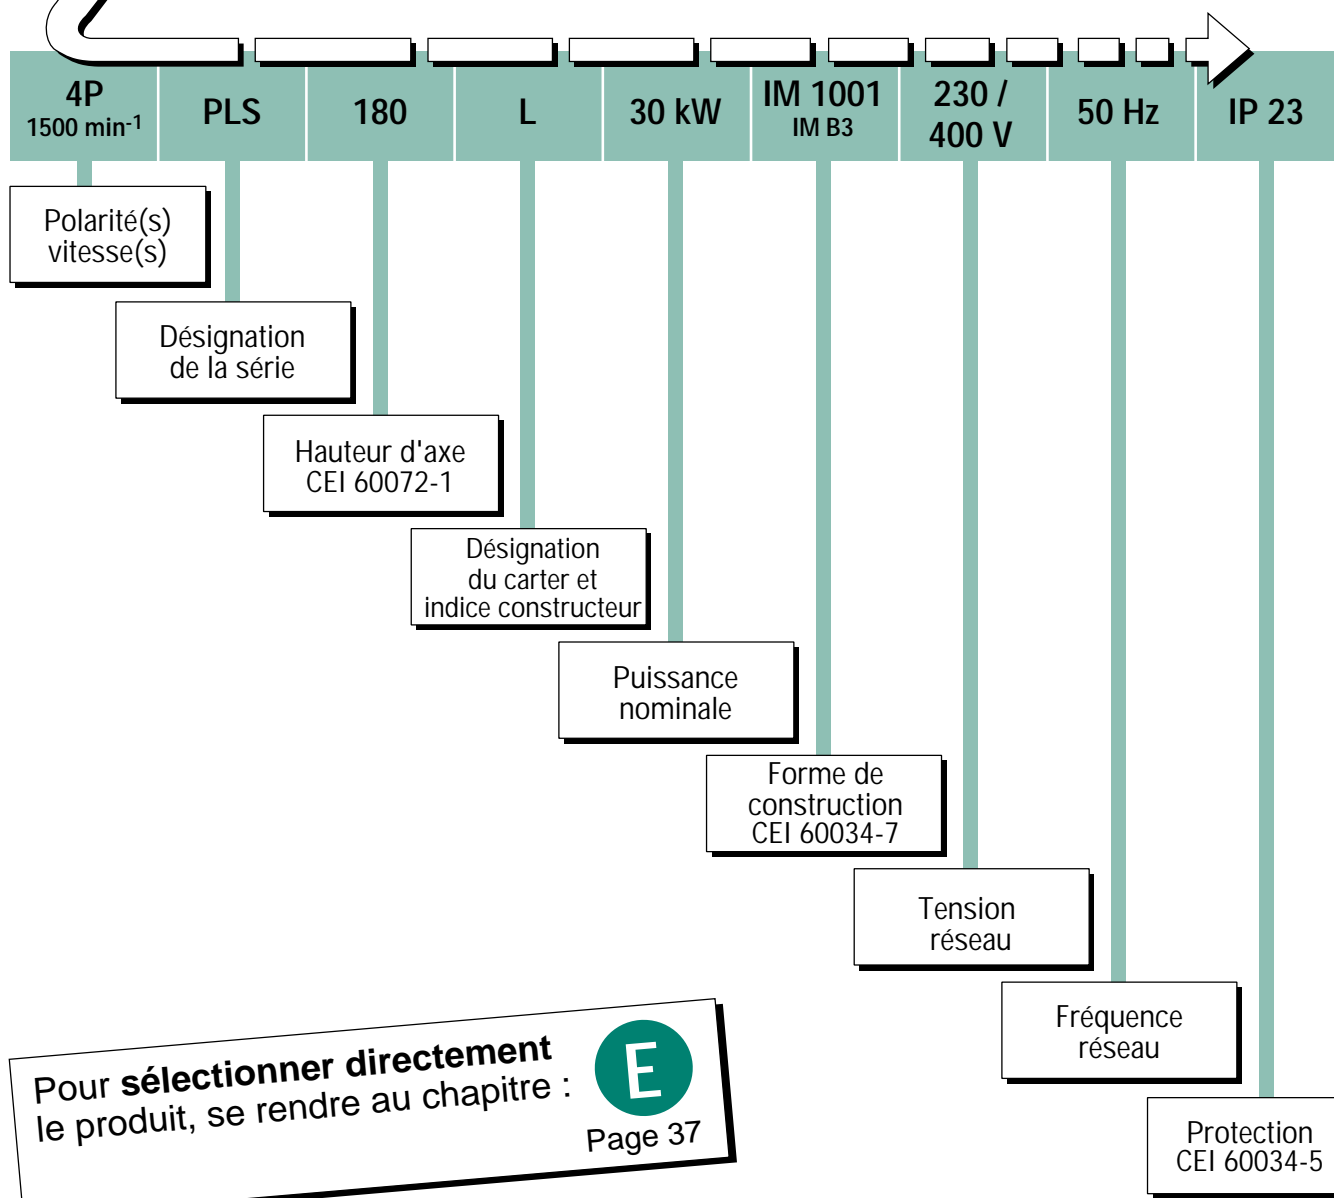 4P
1500 min-1
PLS
180
L
30 kW
IM 1001
IM B3
230 /
400 V
50 Hz
IP 23
Polarité(s)
vitesse(s)
Désignation
de la série
Hauteur d'axe
CEI 60072-1
Désignation
du carter et
indice constructeur
Puissance
nominale
Forme de
construction
CEI 60034-7
Tension
réseau
Fréquence
réseau
Protection
CEI 60034-5
Pour sélectionner directement
le produit, se rendre au chapitre :
E
Page 37